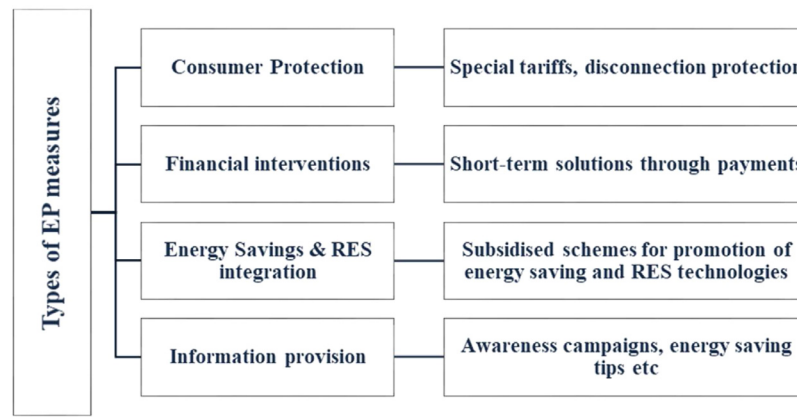 Types of EP measures
Consumer Protection
Special tariffs, disconnection protection
Financial interventions
Short-term solutions through payments
Energy Savings & RES
integration
Subsidised schemes for promotion of
energy saving and RES technologies
Information provision
Awareness campaigns, energy saving
tips etc